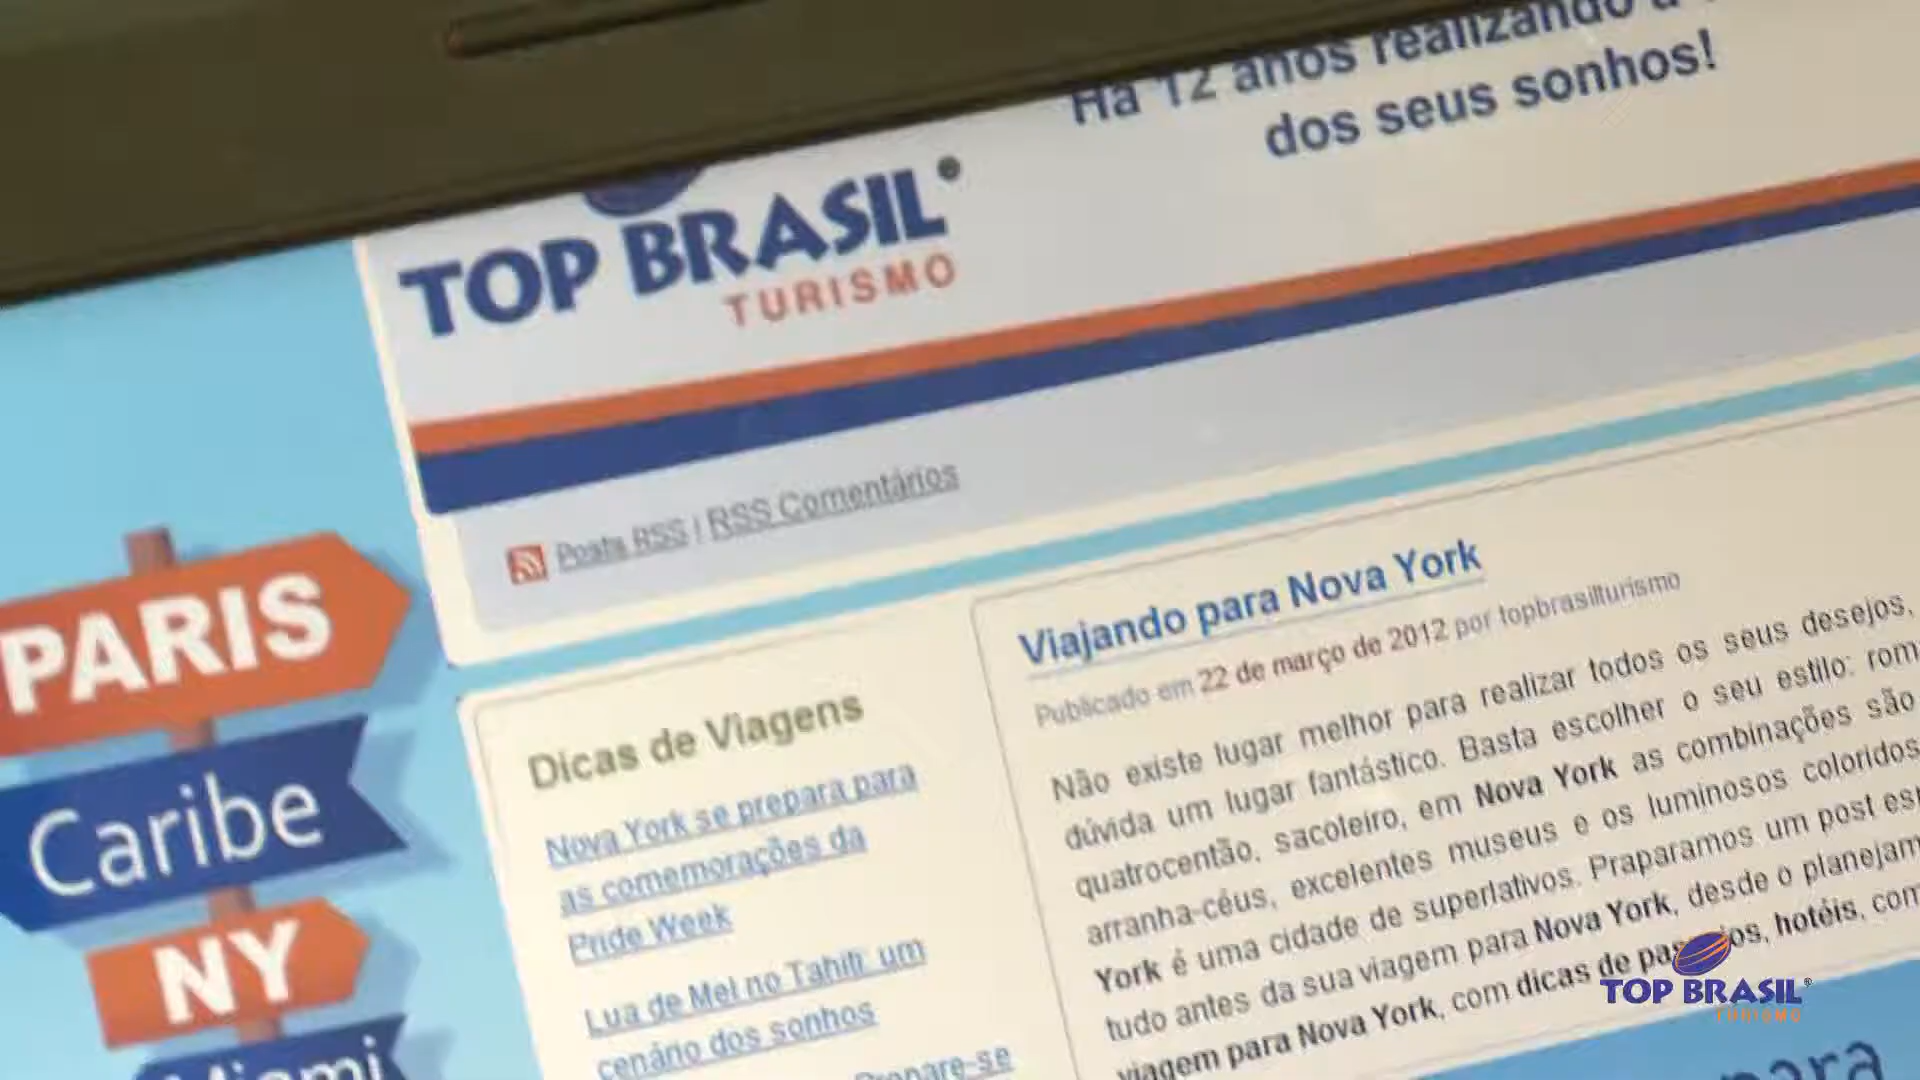 Há 12 anos realizando a
dos seus sonhos!
TOP BRASIL
TURISMO
Posts RSS | RSS Comentários
PARIS
Caribe
NY
Miami
Dicas de Viagens
Nova York se prepara para
as comemorações da
Pride Week
Lua de Mel no Tahiti: um
cenário dos sonhos
Prepare-se
Viajando para Nova York
Publicado em 22 de março de 2012 por topbrasilturismo
Não existe lugar melhor para realizar todos os seus desejos,
dúvida um lugar fantástico. Basta escolher o seu estilo: rom
quatrocentão, sacoleiro, em Nova York as combinações são
arranha-céus, excelentes museus e os luminosos coloridos
York é uma cidade de superlativos. Praparamos um post es
tudo antes da sua viagem para Nova York, desde o planejam
viagem para Nova York, com dicas de pas os, hotéis, com
para
TOP BRASIL
TURISMO